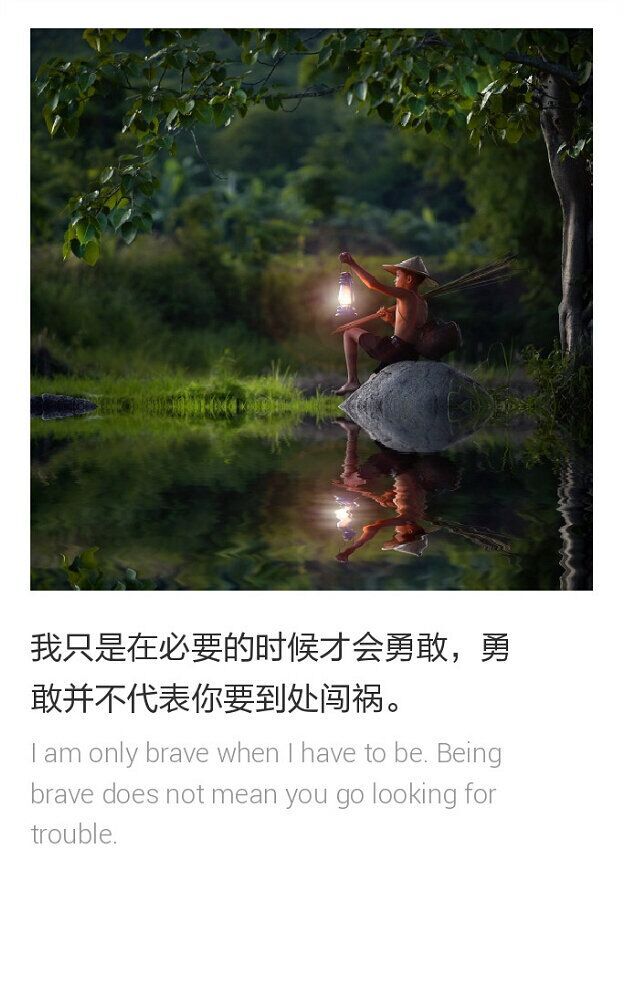 我只是在必要的时候才会勇敢，勇
敢并不代表你要到处闯祸。
I am only brave when I have to be. Being
brave does not mean you go looking for
trouble.